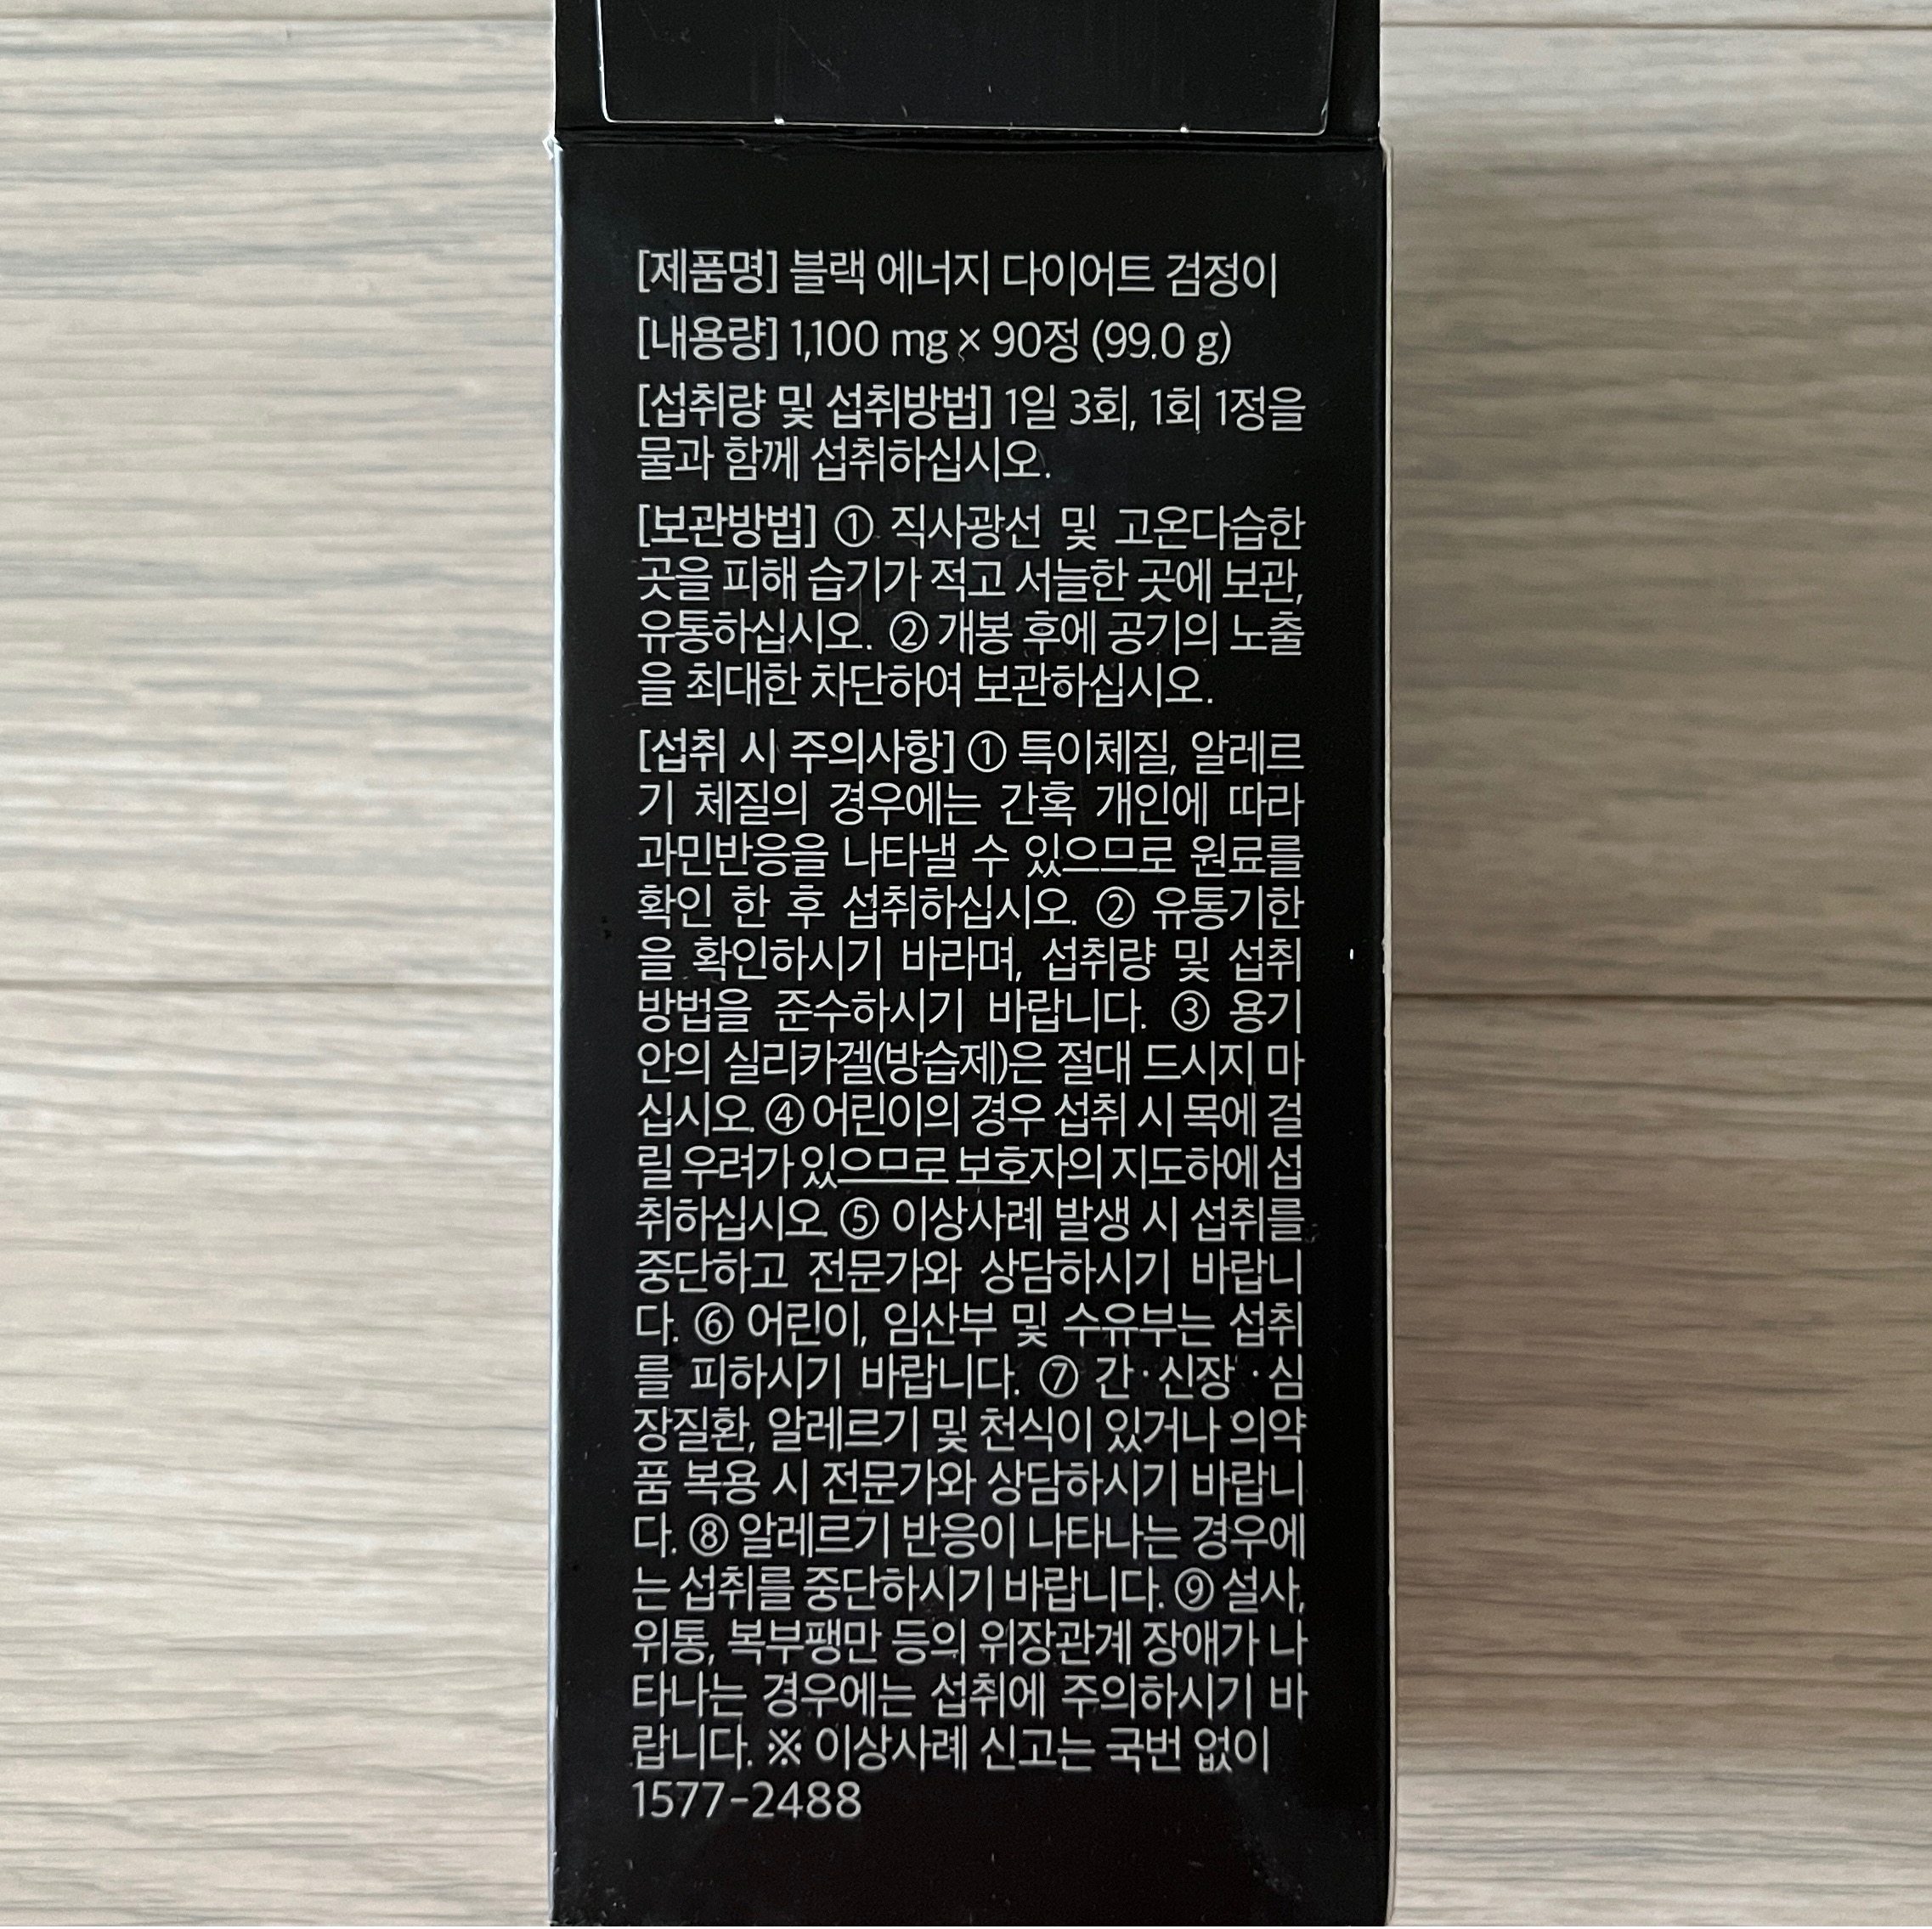 [제품명] 블랙 에너지 다이어트 검정이
[내용량] 1,100 mg × 90정 (99.0 g)
[섭취량 및 섭취방법] 1일 3회, 1회 1정을
물과 함께 섭취하십시오.
[보관방법] ① 직사광선 및 고온다습한
곳을 피해 습기가 적고 서늘한 곳에 보관,
유통하십시오. ② 개봉 후에 공기의 노출
을 최대한 차단하여 보관하십시오.
[섭취 시 주의사항] ① 특이체질, 알레르
기 체질의 경우에는 간혹 개인에 따라
과민반응을 나타낼 수 있으므로 원료를
확인 한 후 섭취하십시오. ② 유통기한
을 확인하시기 바라며, 섭취량 및 섭취
방법을 준수하시기 바랍니다. ③ 용기
안의 실리카겔(방습제)은 절대 드시지 마
십시오. ④ 어린이의 경우 섭취 시 목에 걸
릴 우려가 있으므로 보호자의 지도하에 섭
취하십시오. ⑤ 이상사례 발생 시 섭취를
중단하고 전문가와 상담하시기 바랍니
다. ⑥ 어린이, 임산부 및 수유부는 섭취
를 피하시기 바랍니다. ⑦ 간·신장·심
장질환, 알레르기 및 천식이 있거나 의약
품 복용 시 전문가와 상담하시기 바랍니
다. ⑧ 알레르기 반응이 나타나는 경우에
는 섭취를 중단하시기 바랍니다. ⑨ 설사,
위통, 복부팽만 등의 위장관계 장애가 나
타나는 경우에는 섭취에 주의하시기 바
랍니다. ※ 이상사례 신고는 국번 없이
1577-2488